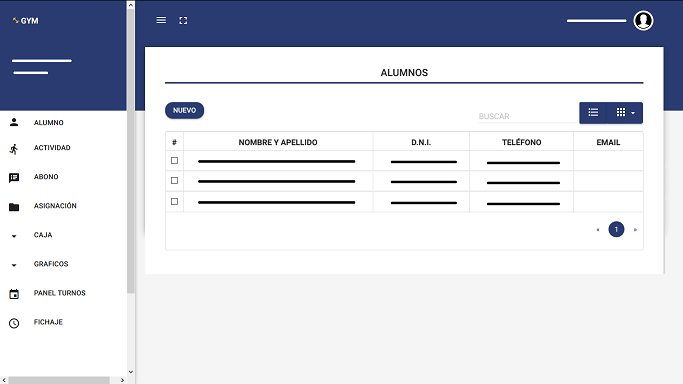 GYM
ALUMNO
ACTIVIDAD
ABONO
ASIGNACIÓN
CAJA
GRAFICOS
PANEL TURNOS
FICHAJE
ALUMNOS
NUEVO
BUSCAR
# NOMBRE Y APELLIDO D.N.I. TELÉFONO EMAIL
« 1 »